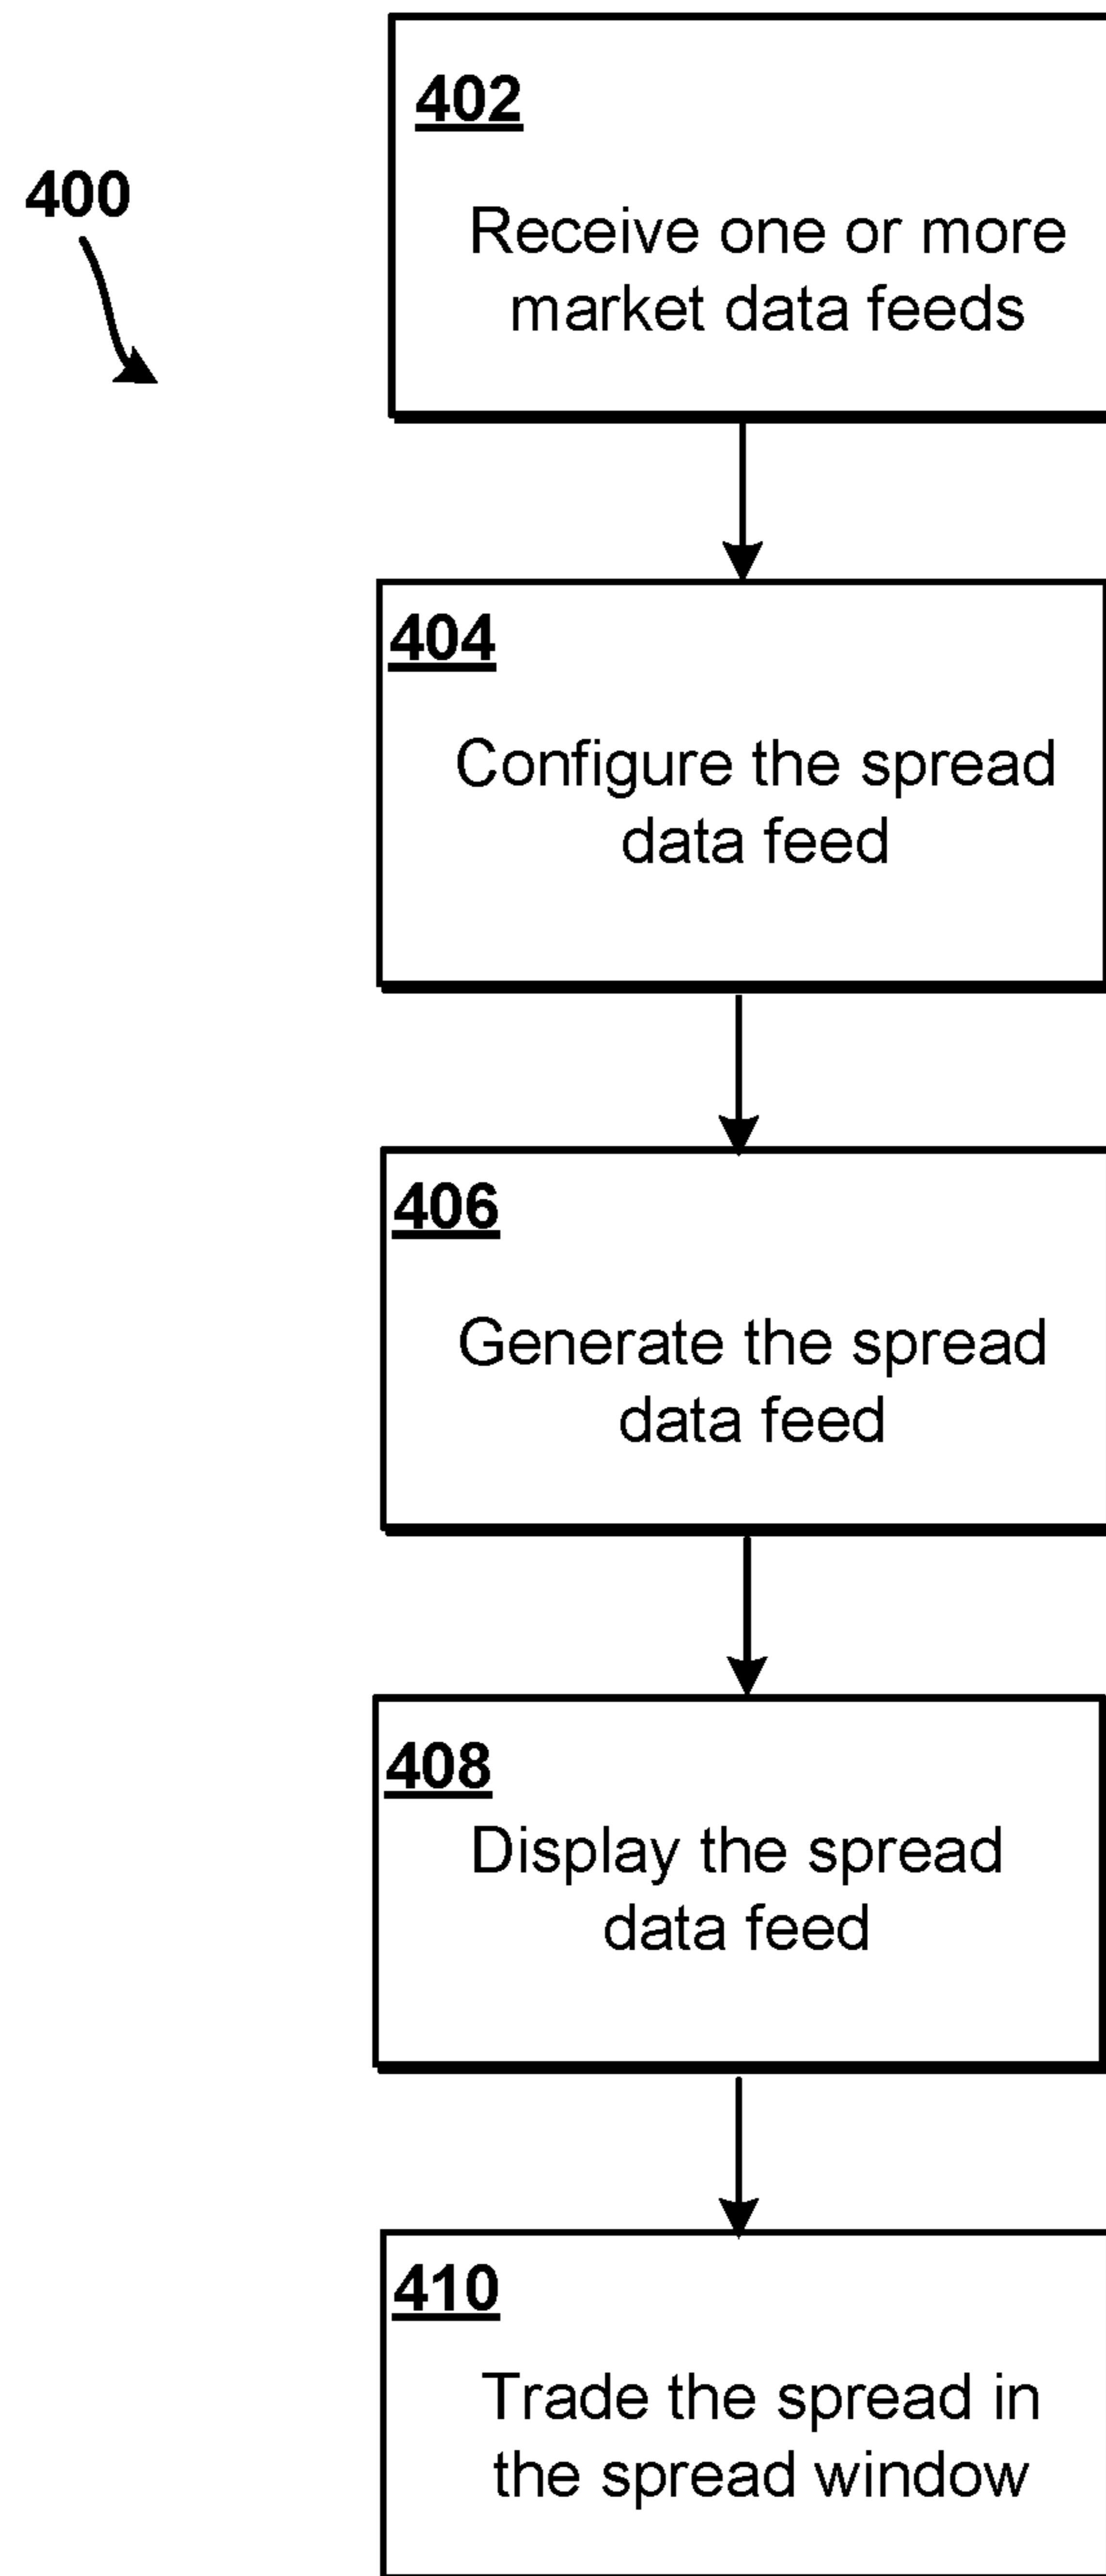 402
400
Receive one or more
market data feeds
404
Configure the spread
data feed
406
Generate the spread
data feed
408
Display the spread
data feed
410
Trade the spread in
the spread window